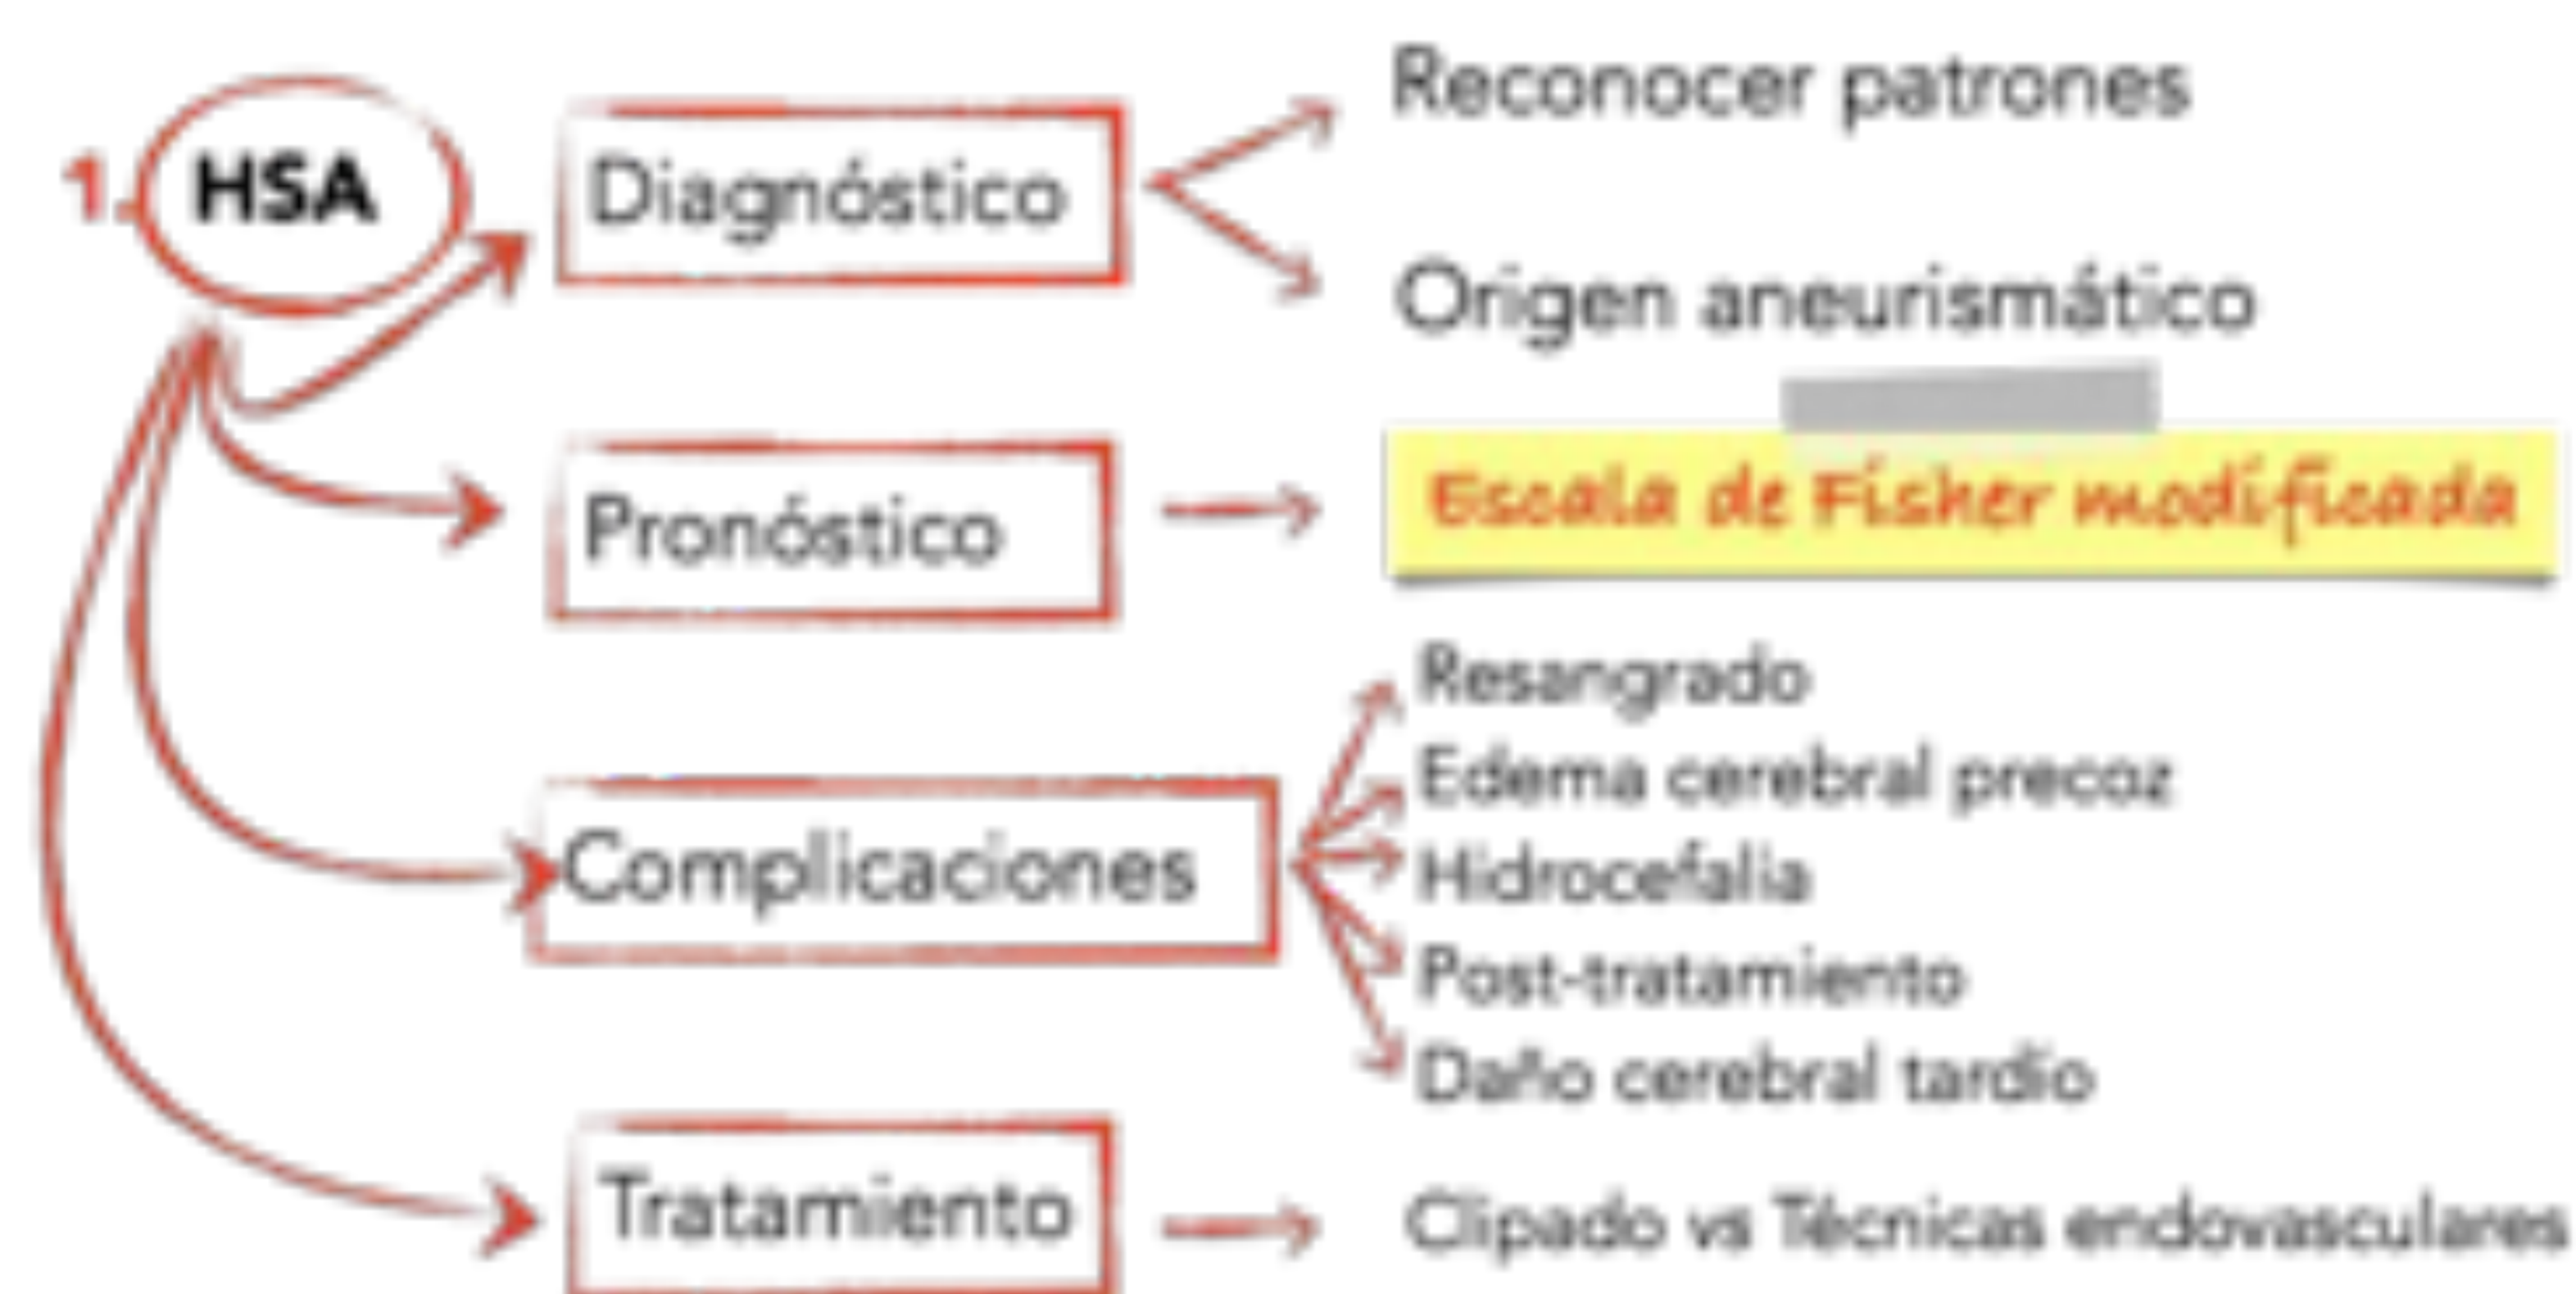 1. HSA
Diagnóstico
Reconocer patrones
Origen aneurismático
Pronóstico
Escala de Fisher modificada
Complicaciones
Resangrado
Edema cerebral precoz
Hidrocefalia
Post-tratamiento
Daño cerebral tardío
Tratamiento
Clipado vs Técnicas endovasculares